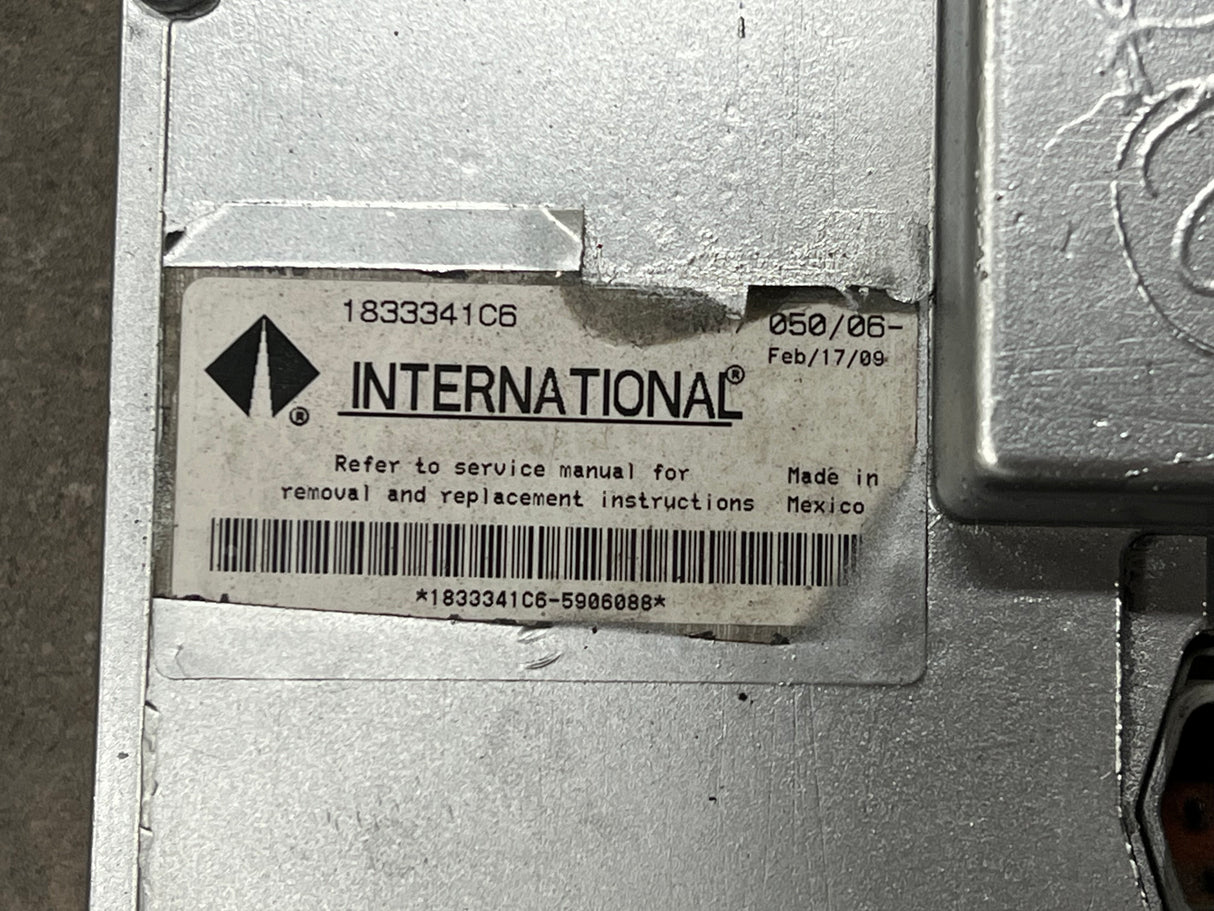 1833341C6
050/06-
Feb/17/09
INTERNATIONAL®
®
Refer to service manual for
removal and replacement instructions
Made in
Mexico
*1833341C6-5906088*